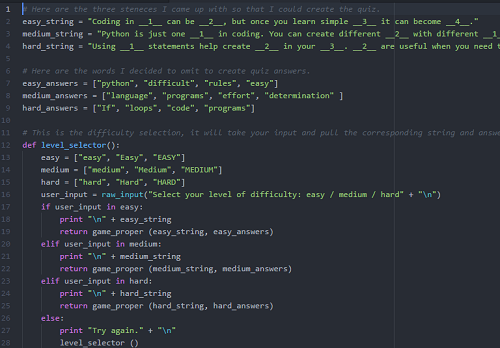 1 # Here are the three steneces I come up with so that I could create the quiz.
2 easy_string = "Coding in __1__ can be __2__, but once you learn simple __3__ it can become __4__."
3 medium_string = "Python is just one __1__ in coding. You can create different __2__ with different __1_
4 hard_string = "Using __1__ statements help create __2__ in your __3__. __2__ are useful when you need t
5
6 # Here are the words I decided to omit to create quiz answers.
7 easy_answers = ["python", "difficult", "rules", "easy"]
8 medium_answers = ["language", "programs", "effort", "determination" ]
9 hard_answers = ["If", "loops", "code", "programs"]
10
11 # This is the difficulty selection, it will take your input and pull the corresponding string and answe
12 def level_selector():
13 easy = ["easy", "Easy", "EASY"]
14 medium = ["medium", "Medium", "MEDIUM"]
15 hard = ["hard", "Hard", "HARD"]
16 user_input = raw_input("Select your level of difficulty: easy / medium / hard" + "\n")
17 if user_input in easy:
18 print "\n" + easy_string
19 return game_proper (easy_string, easy_answers)
20 elif user_input in medium:
21 print "\n" + medium_string
22 return game_proper (medium_string, medium_answers)
23 elif user_input in hard:
24 print "\n" + hard_string
25 return game_proper (hard_string, hard_answers)
26 else:
27 print "Try again." + "\n"
28 level_selector ()